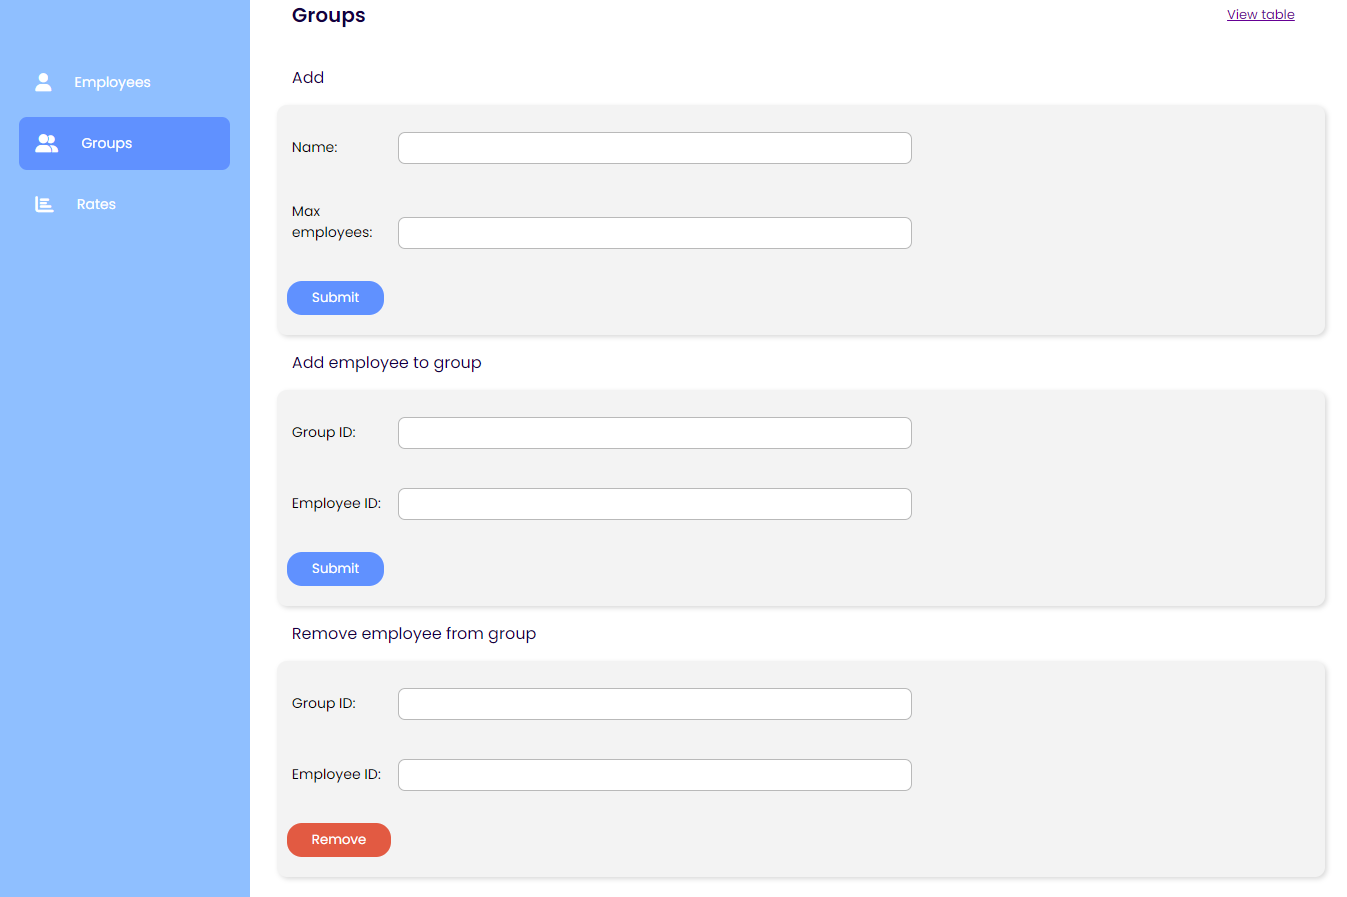 Employees
Groups
Rates
Groups
View table
Add
Name:
Max
employees:
Submit
Add employee to group
Group ID:
Employee ID:
Submit
Remove employee from group
Group ID:
Employee ID:
Remove